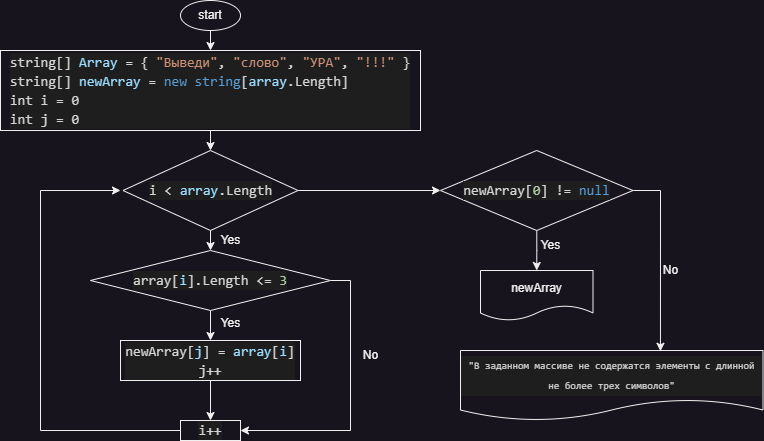 start
string[] Array = { "Выведи", "слово", "УРА", "!!!" }
string[] newArray = new string[array.Length]
int i = 0
int j = 0
i < array.Length
newArray[0] != null
Yes
Yes
array[i].Length <= 3
No
newArray
Yes
newArray[j] = array[i]
j++
No
"В заданном массиве не содержатся элементы с длинной
не более трех символов"
i++